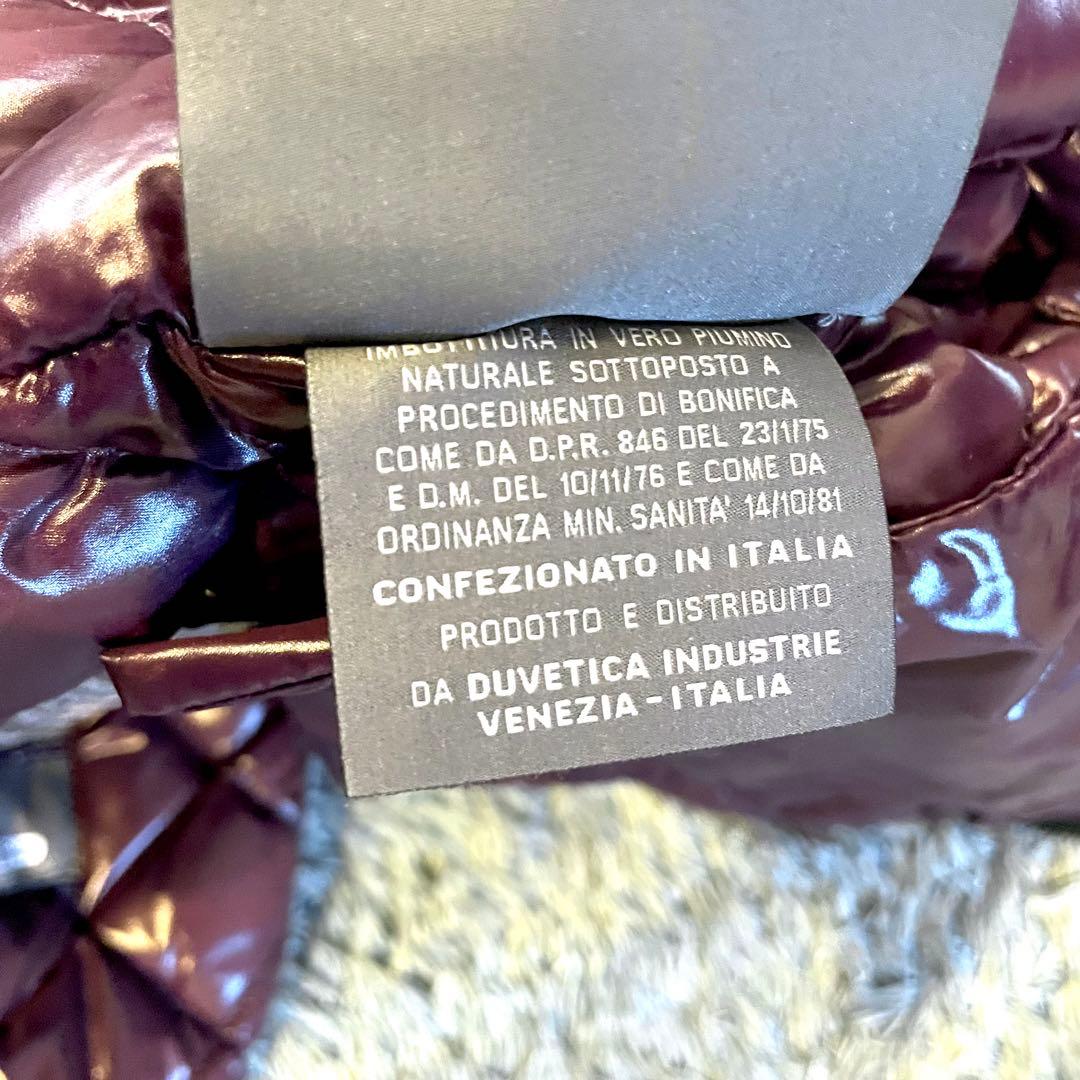 IMBOTTITURA IN VERO PIUMINO
NATURALE SOTTOPOSTO A
PROCEDIMENTO DI BONIFICA
COME DA D.P.R. 846 DEL 23/1/75
E D.M. DEL 10/11/76 E COME DA
ORDINANZA MIN. SANITA' 14/10/81
CONFEZIONATO IN ITALIA
PRODOTTO E DISTRIBUITO
DA DUVETICA INDUSTRIE
VENEZIA - ITALIA